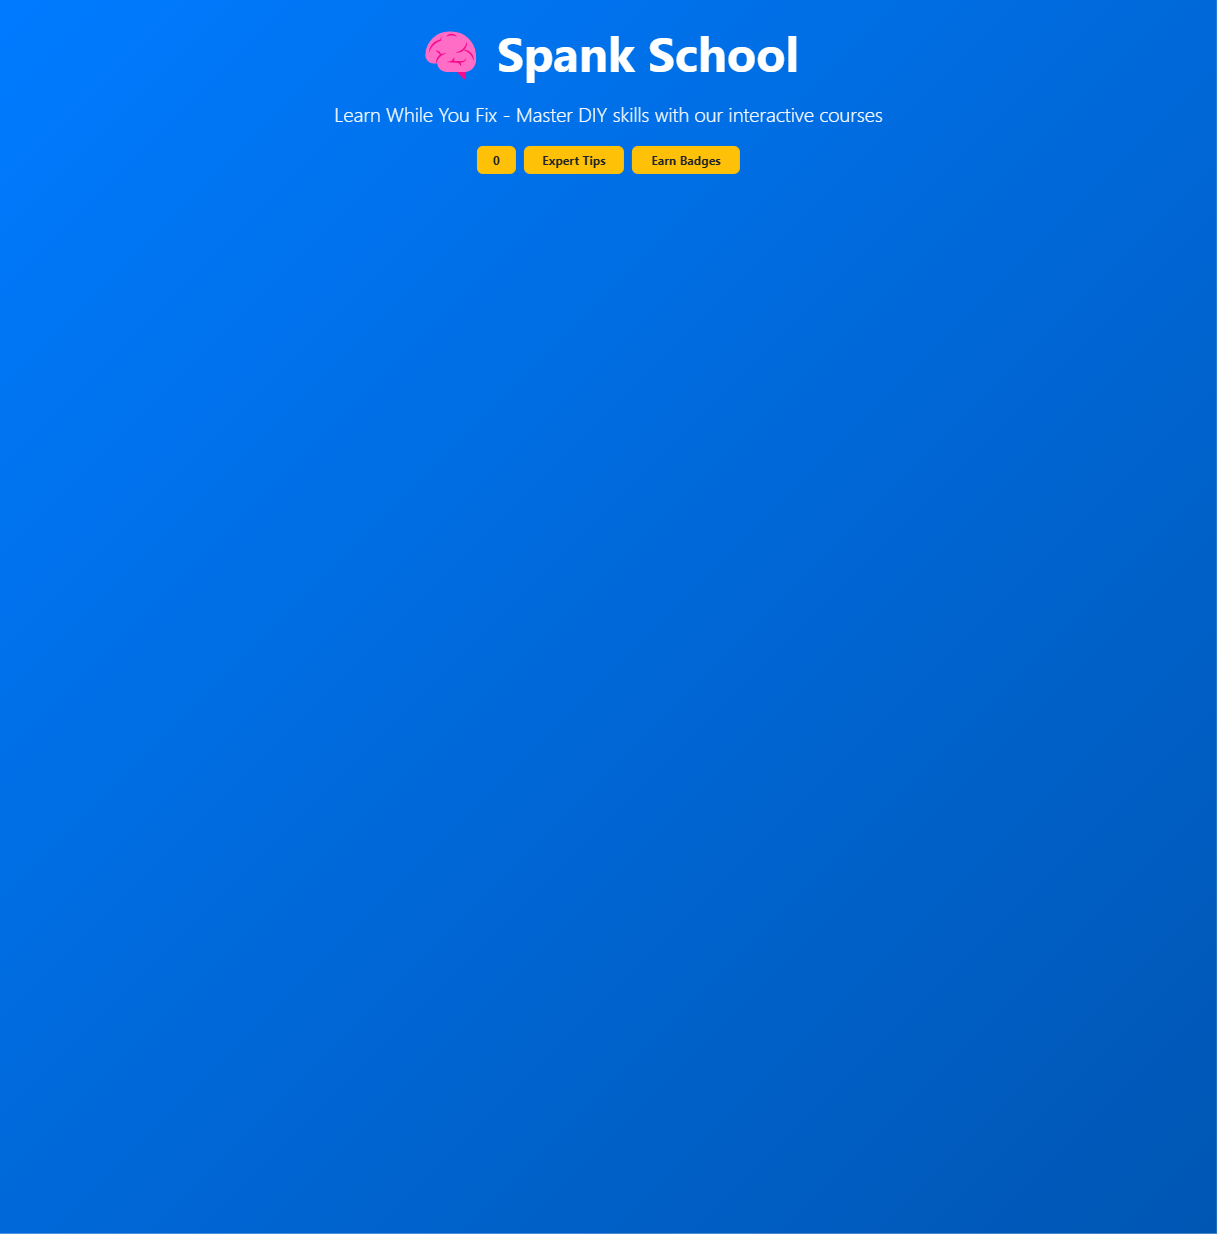 Spank School
Learn While You Fix - Master DIY skills with our interactive courses
0 Expert Tips Earn Badges